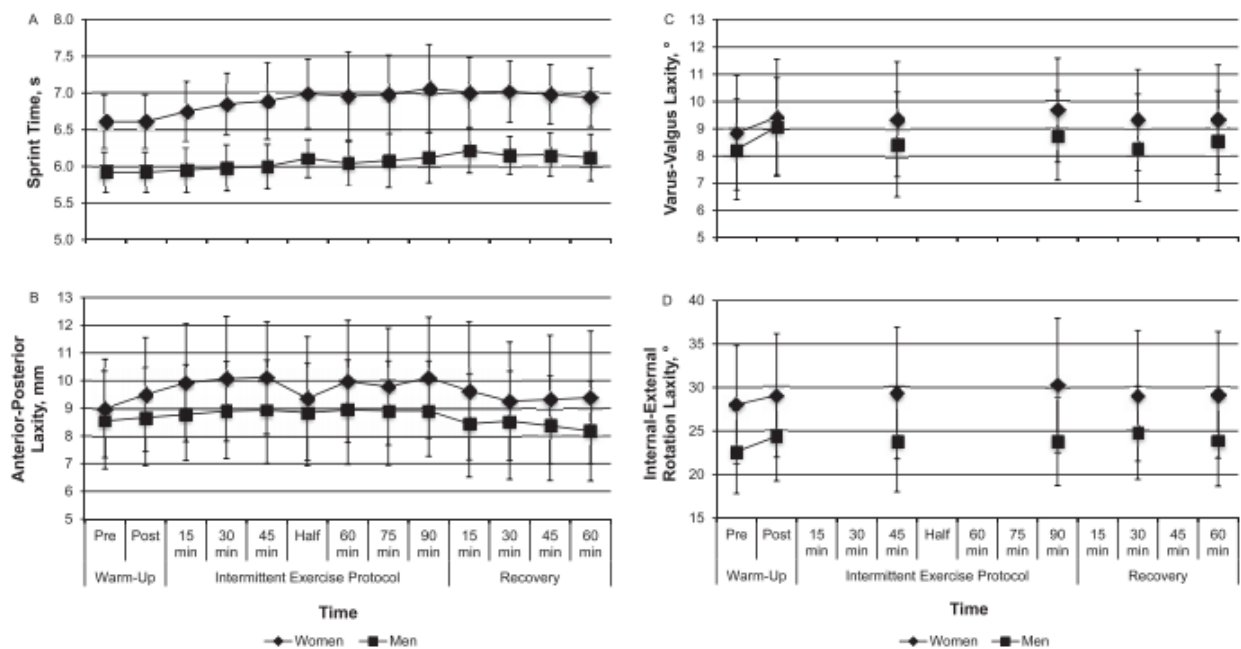 A
8.0
7.5
7.0
6.5
6.0
5.5
5.0
Sprint Time, s
B
13
12
11
10
9
8
7
6
5
Anterior-Posterior
Laxity, mm
Pre Post 15 30 45 Half 60 75 90 15 30 45 60
min min min min min min min min min min
Warm-Up Intermittent Exercise Protocol Recovery
Time
Women Men
C
13
12
11
10
9
8
7
6
5
Varus-Valgus Laxity, °
D
40
35
30
25
20
15
Internal-External
Rotation Laxity, °
Pre Post 15 30 45 Half 60 75 90 15 30 45 60
min min min min min min min min min min
Warm-Up Intermittent Exercise Protocol Recovery
Time
Women Men